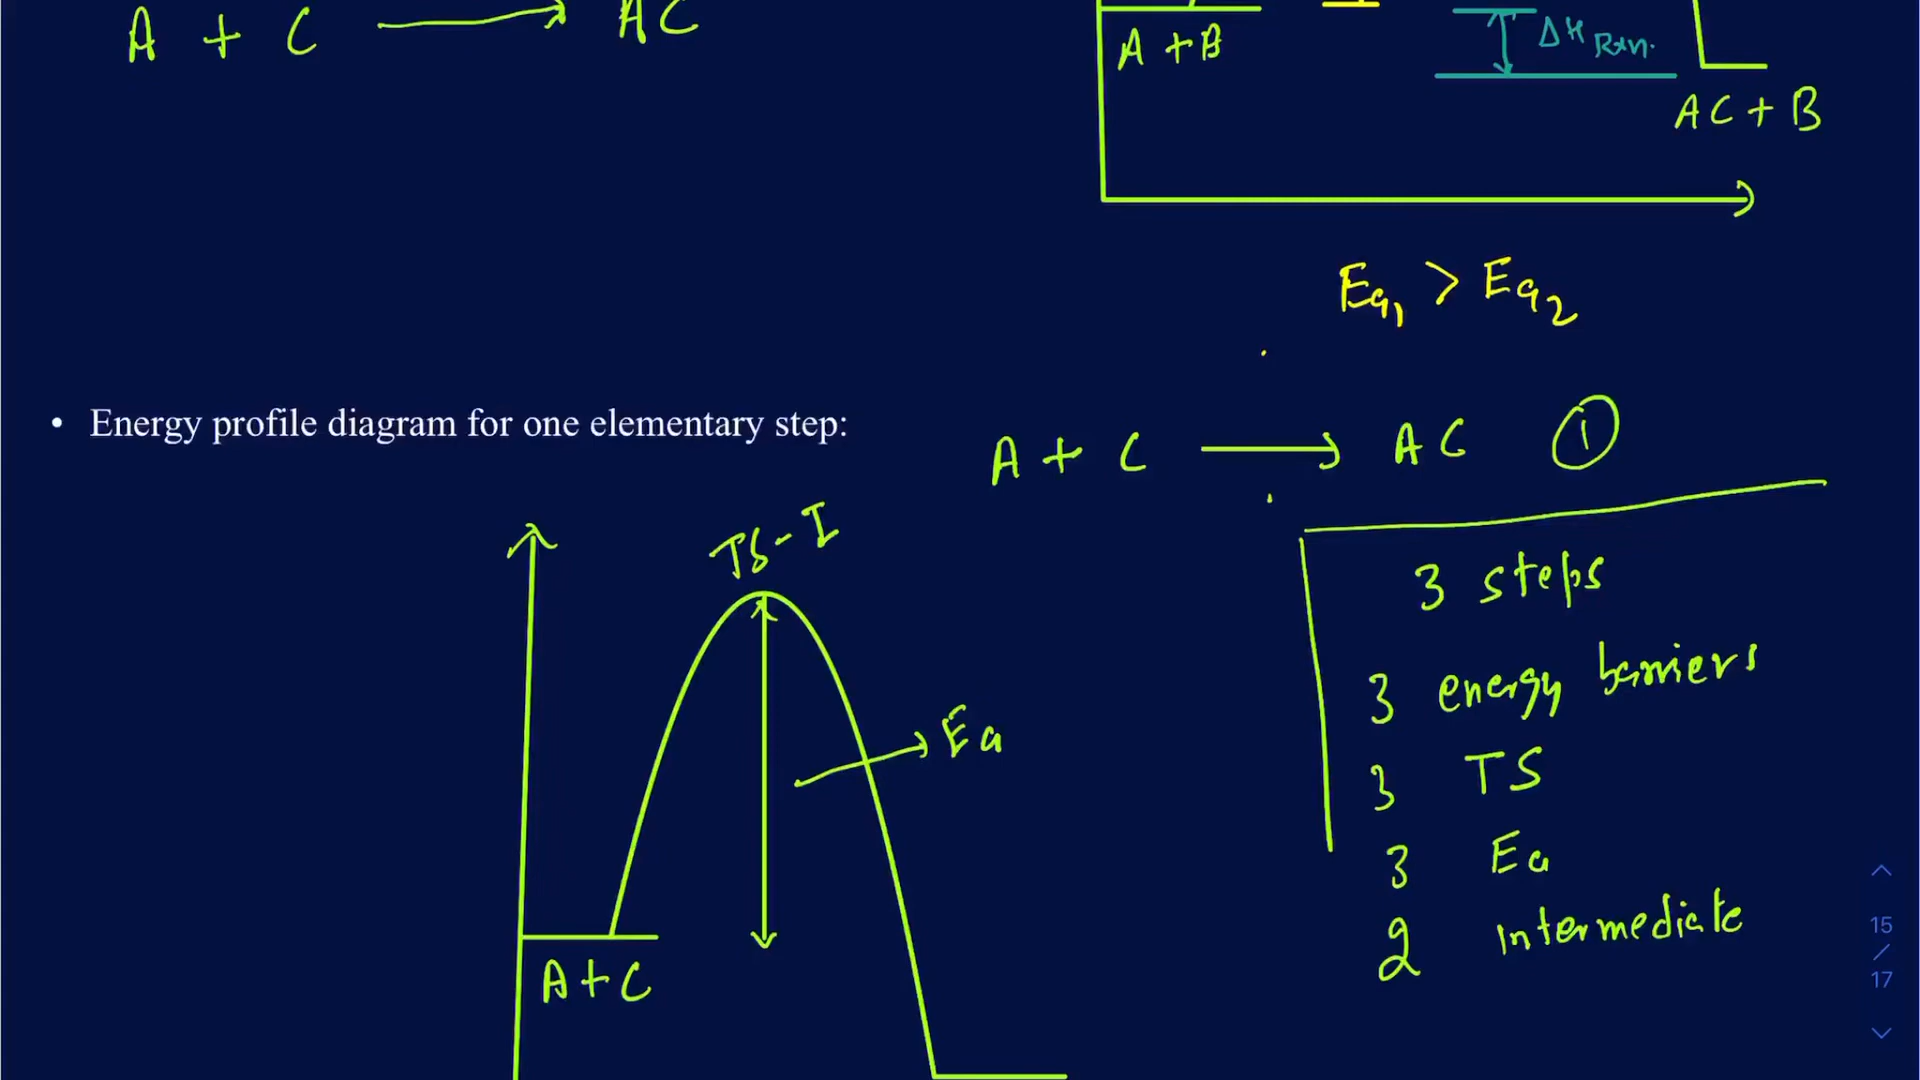 A + C → AC
A + B
ΔH Rxn.
AC + B
Ea1 > Ea2
• Energy profile diagram for one elementary step:
A + C → AC ①
TS-I
3 steps
3 energy barriers
Ea
3 TS
3 Ea
2 intermediate
A+C
15
/
17